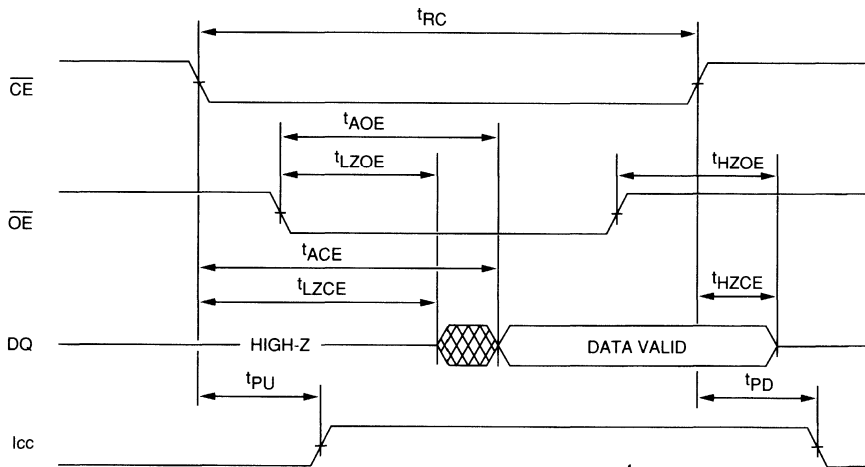 tRC
CE
tAOE
tLZOE
tHZOE
OE
tACE
tLZCE
tHZCE
DQ
HIGH-Z
DATA VALID
tPU
tPD
Icc
t